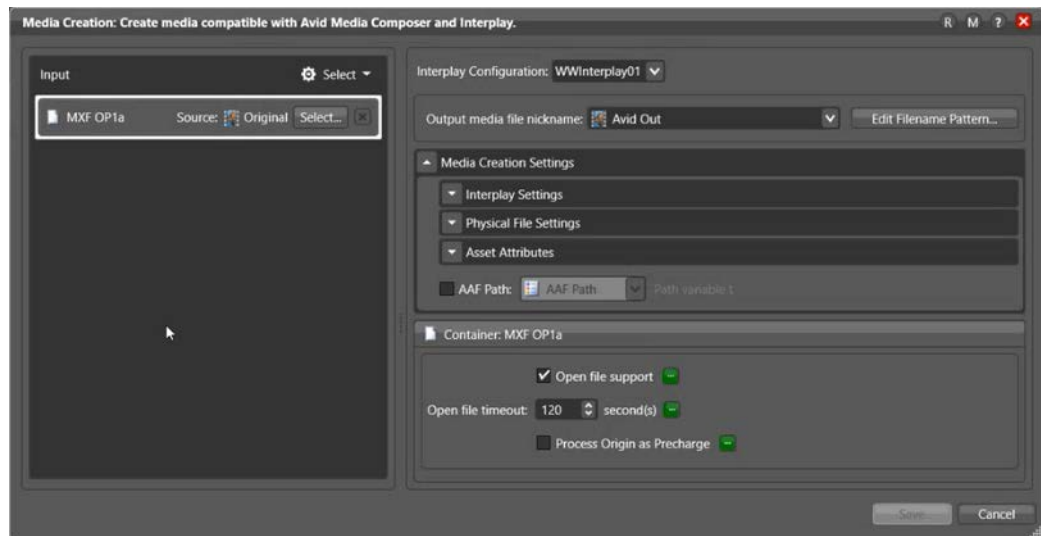 Media Creation: Create media compatible with Avid Media Composer and Interplay.
R M ?
Input
Select
MXF OP1a Source: Original Select...
Interplay Configuration: WWInterplay01
Output media file nickname: Avid Out Edit Filename Pattern...
Media Creation Settings
Interplay Settings
Physical File Settings
Asset Attributes
AAF Path: AAF Path Path variable t
Container: MXF OP1a
Open file support
Open file timeout: 120 second(s)
Process Origin as Precharge
Save Cancel